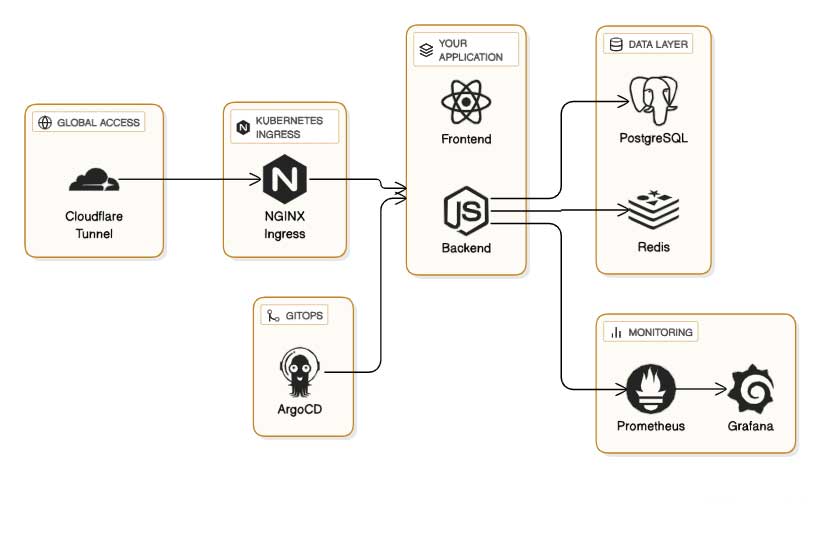 GLOBAL ACCESS
Cloudflare
Tunnel
KUBERNETES
INGRESS
N
NGINX
Ingress
GITOPS
ArgoCD
YOUR
APPLICATION
Frontend
JS
Backend
DATA LAYER
PostgreSQL
Redis
MONITORING
Prometheus
Grafana